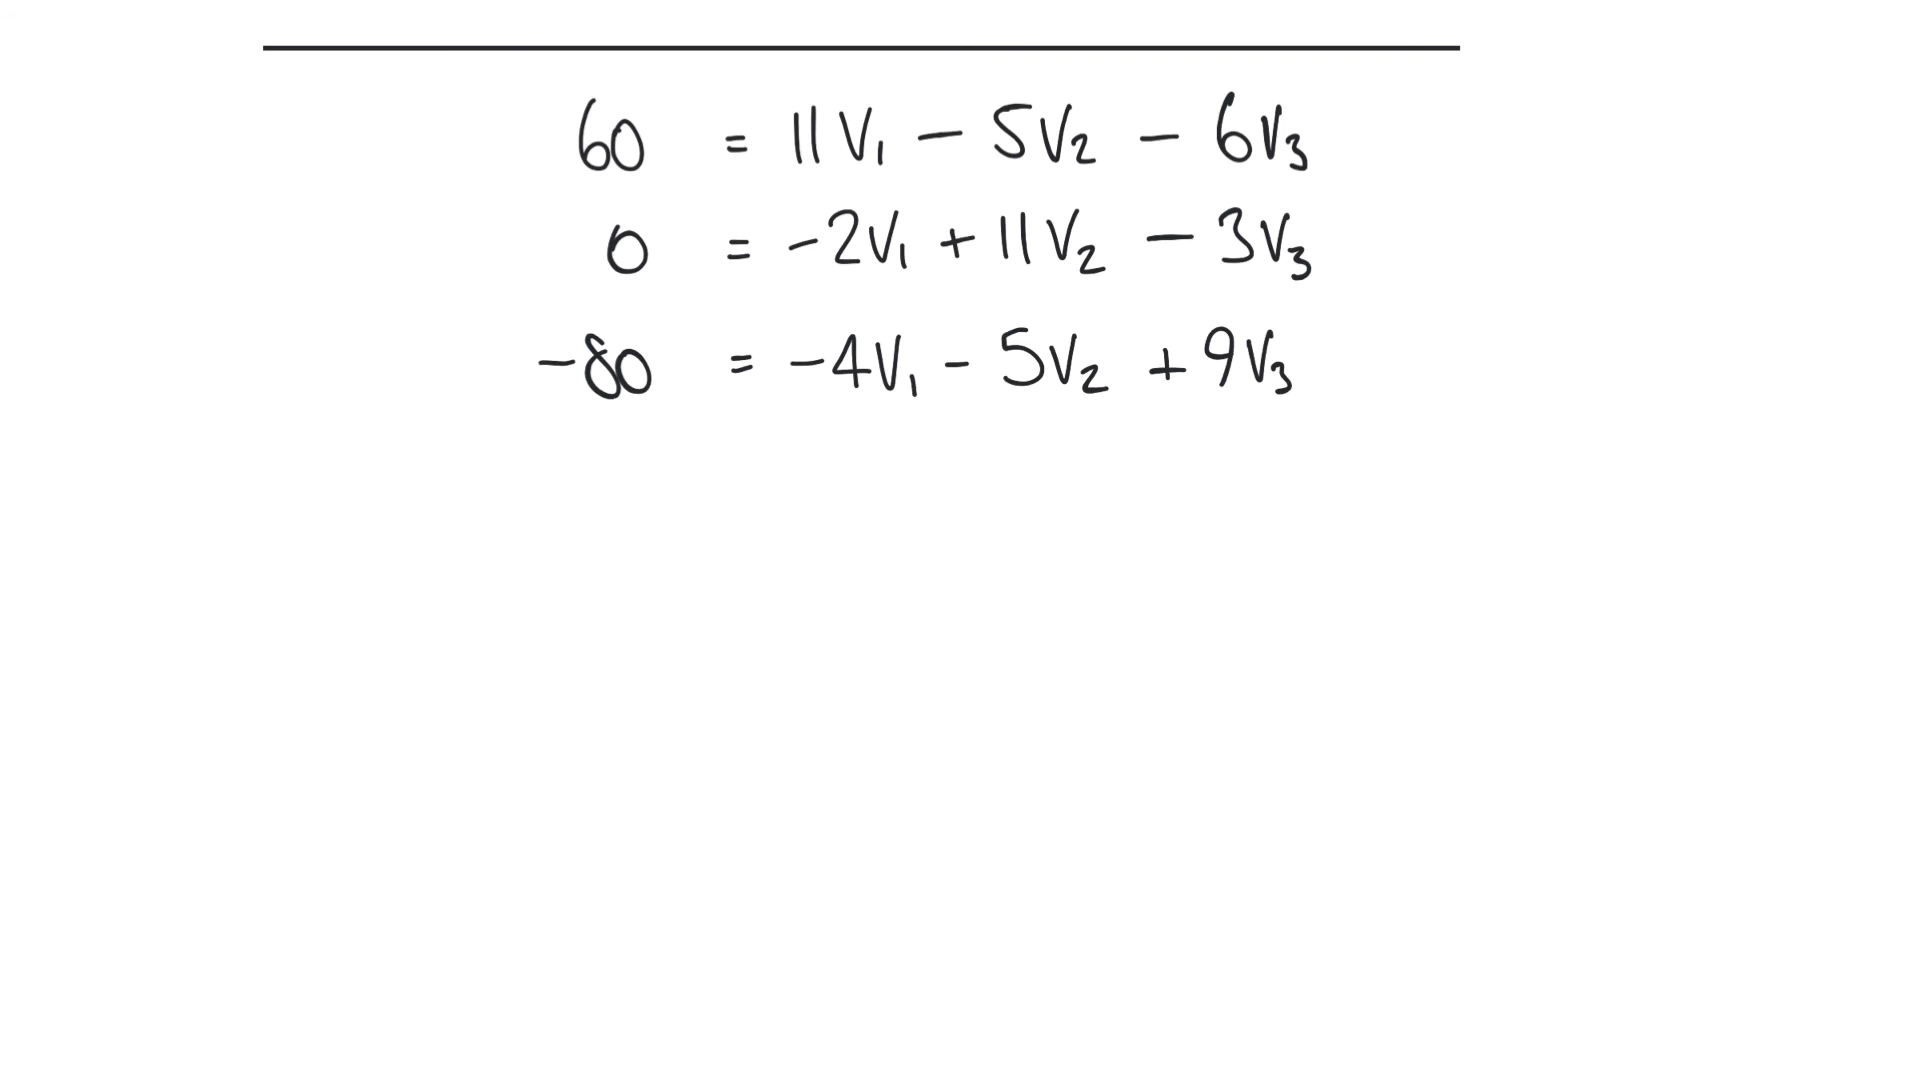 60 = 11V₁ - 5V₂ - 6V₃
0 = -2V₁ + 11V₂ - 3V₃
-80 = -4V₁ - 5V₂ + 9V₃